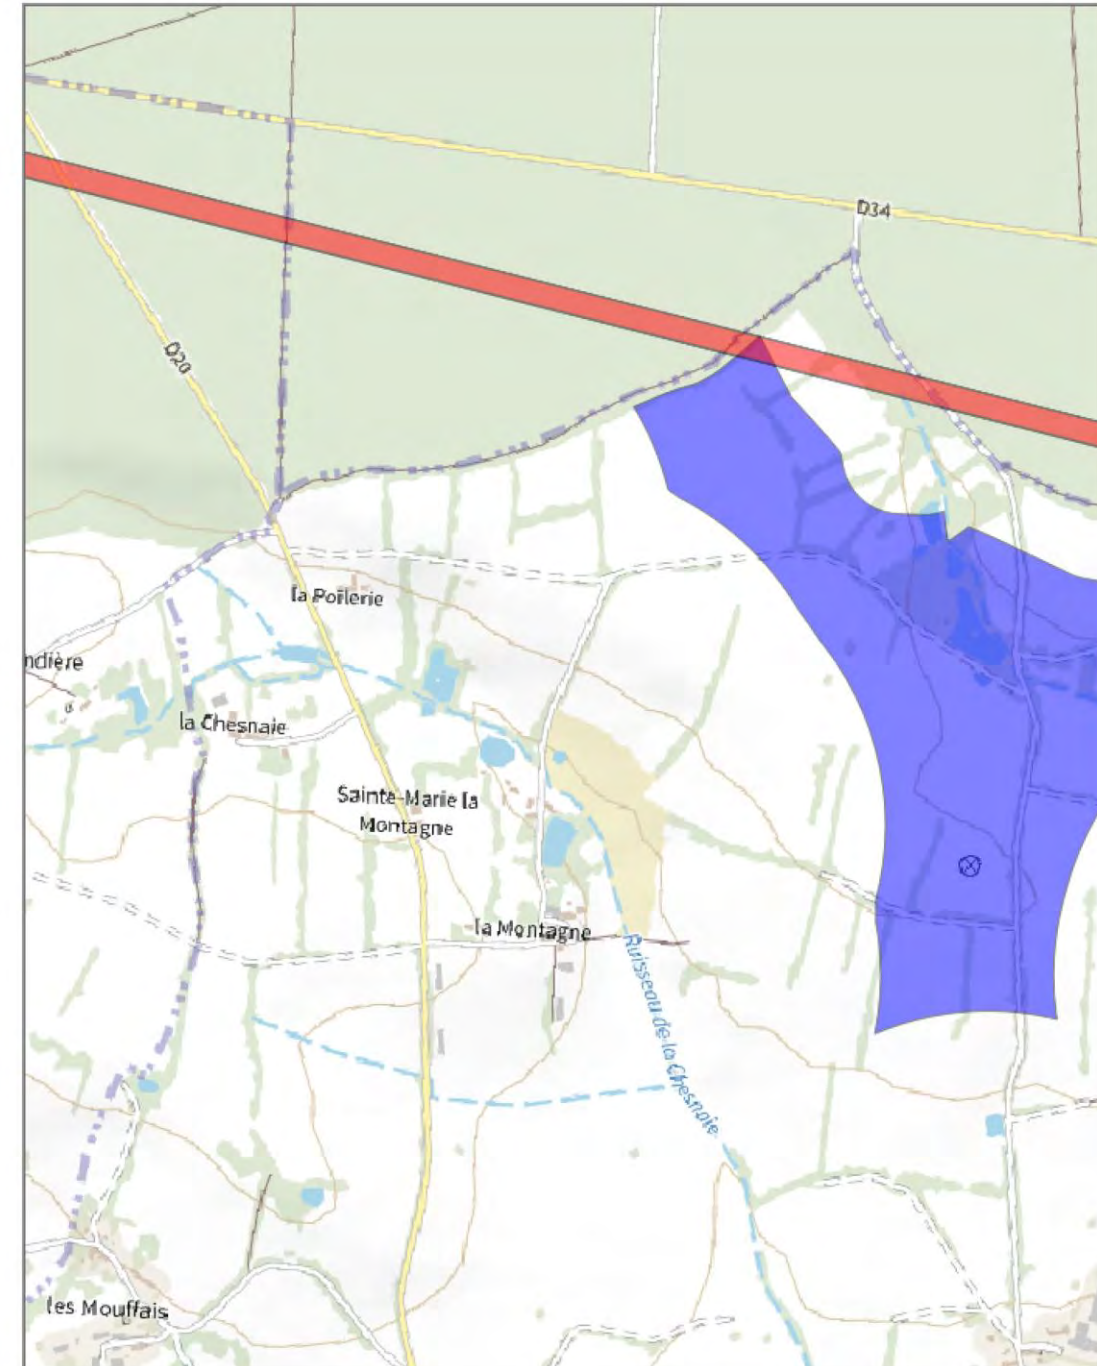 D34
D20
la Poilerie
ndière
la Chesnaie
Sainte-Marie la
Montagne
la Montagne
Ruisseau de la Chesnaie
les Mouffais